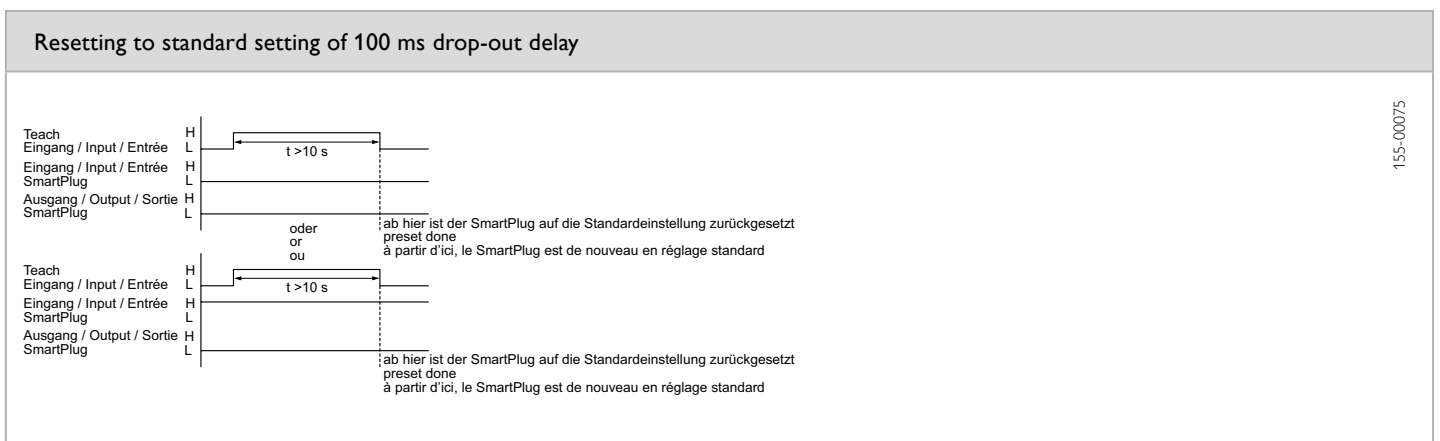 Resetting to standard setting of 100 ms drop-out delay
155-00075
Teach H
Eingang / Input / Entrée L
t >10 s
Eingang / Input / Entrée H
SmartPlug L
Ausgang / Output / Sortie H
SmartPlug L
oder
or
ou
ab hier ist der SmartPlug auf die Standardeinstellung zurückgesetzt
preset done
à partir d'ici, le SmartPlug est de nouveau en réglage standard
Teach H
Eingang / Input / Entrée L
t >10 s
Eingang / Input / Entrée H
SmartPlug L
Ausgang / Output / Sortie H
SmartPlug L
ab hier ist der SmartPlug auf die Standardeinstellung zurückgesetzt
preset done
à partir d'ici, le SmartPlug est de nouveau en réglage standard